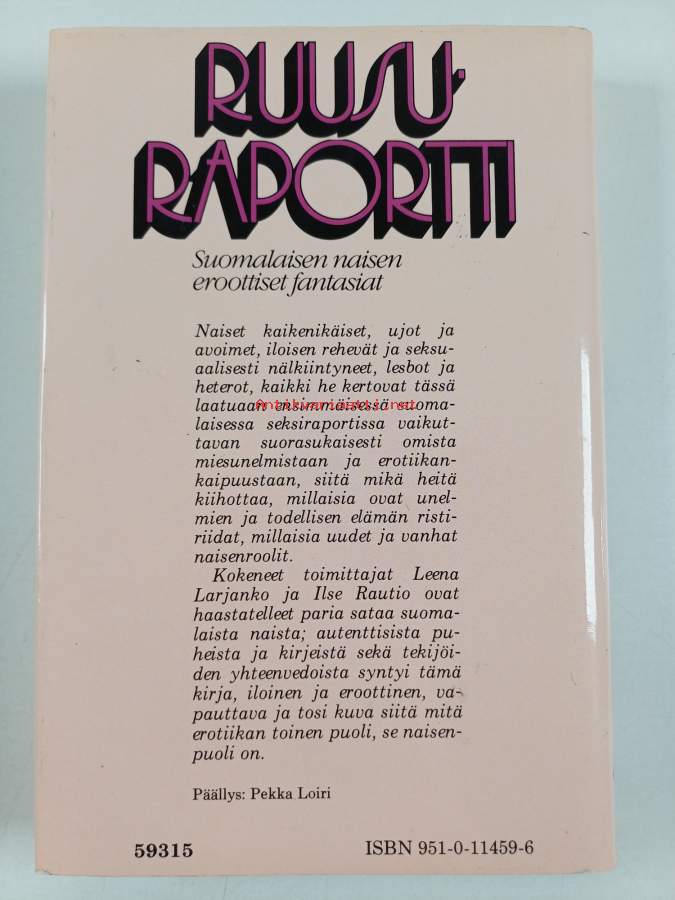 RUUSU-
RAPORTTI
Suomalaisen naisen
eroottiset fantasiat
Naiset kaikenikäiset, ujot ja
avoimet, iloisen rehevät ja seksu-
aalisesti nälkiintyneet, lesbot ja
heterot, kaikki he kertovat tässä
laatuaan ensimmäisessä suoma-
Antikvariaatti.net
laisessa seksiraportissa vaikut-
tavan suorasukaisesti omista
miesunelmistaan ja erotiikan-
kaipuustaan, siitä mikä heitä
kiihottaa, millaisia ovat unel-
mien ja todellisen elämän risti-
riidat, millaisia uudet ja vanhat
naisenroolit.
Kokeneet toimittajat Leena
Larjanko ja Ilse Rautio ovat
haastatelleet paria sataa suoma-
laista naista; autenttisista pu-
heista ja kirjeistä sekä tekijöi-
den yhteenvedoista syntyi tämä
kirja, iloinen ja eroottinen, va-
pauttava ja tosi kuva siitä mitä
erotiikan toinen puoli, se naisen-
puoli on.
Päällys: Pekka Loiri
59315
ISBN 951-0-11459-6